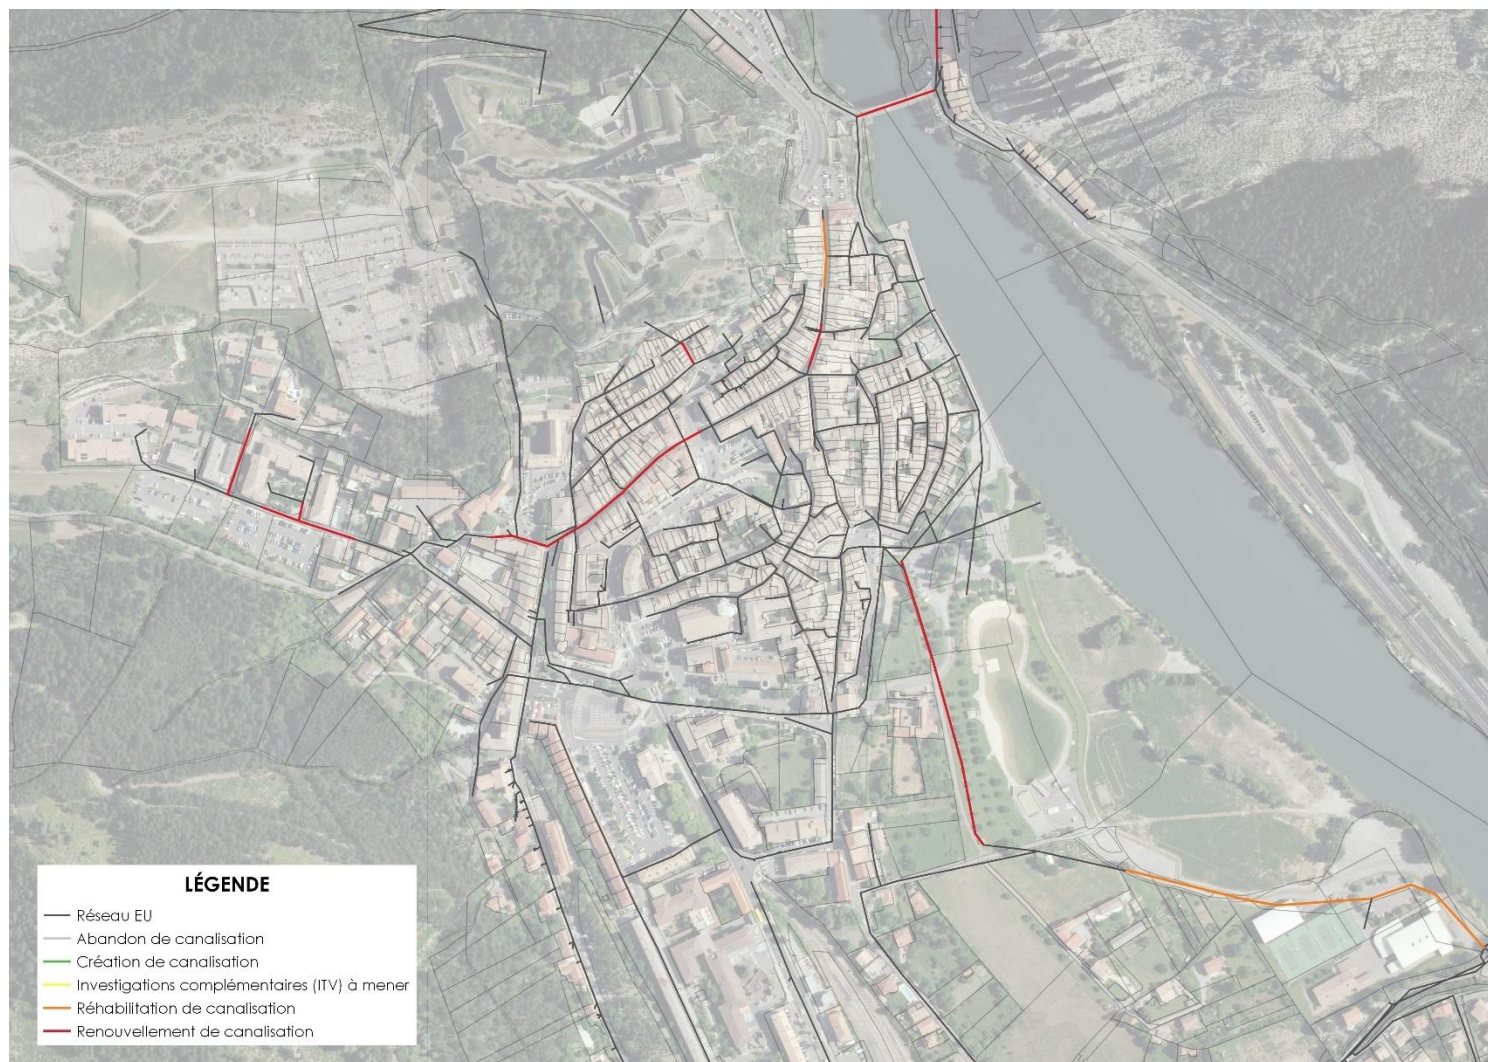 LÉGENDE
Réseau EU
Abandon de canalisation
Création de canalisation
Investigations complémentaires (ITV) à mener
Réhabilitation de canalisation
Renouvellement de canalisation